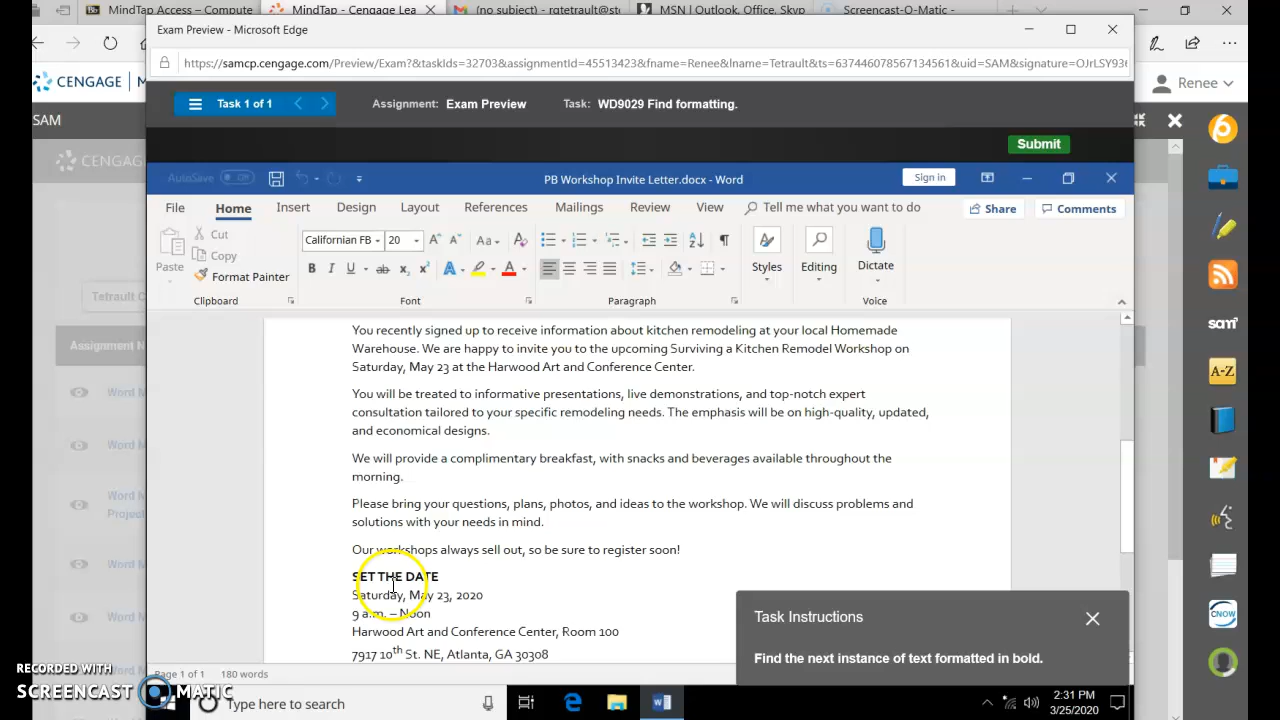 MindTap Access – Compute
MindTap - Cengage Lea
(no subject) - rgtetrault@st
MSN | Outlook, Office, Skyp
Screencast-O-Matic -
Exam Preview - Microsoft Edge
https://samcp.cengage.com/Preview/Exam?&taskIds=32703&assignmentId=45513423&fname=Renee&lname=Tetrault&ts=637446078567134561&uid=SAM&signature=OJrLSY936
CENGAGE
Renee
Task 1 of 1
Assignment: Exam Preview
Task: WD9029 Find formatting.
SAM
Submit
CENGAGE
AutoSave Off
PB Workshop Invite Letter.docx - Word
Sign in
File Home Insert Design Layout References Mailings Review View Tell me what you want to do Share Comments
Paste
Cut
Copy
Format Painter
Californian FB 20
Styles
Editing
Dictate
Clipboard Font Paragraph Voice
Tetrault C
Assignment N
Word M
Word M
Word M
Project
Word M
Word M
You recently signed up to receive information about kitchen remodeling at your local Homemade
Warehouse. We are happy to invite you to the upcoming Surviving a Kitchen Remodel Workshop on
Saturday, May 23 at the Harwood Art and Conference Center.
You will be treated to informative presentations, live demonstrations, and top-notch expert
consultation tailored to your specific remodeling needs. The emphasis will be on high-quality, updated,
and economical designs.
We will provide a complimentary breakfast, with snacks and beverages available throughout the
morning.
Please bring your questions, plans, photos, and ideas to the workshop. We will discuss problems and
solutions with your needs in mind.
Our workshops always sell out, so be sure to register soon!
SET THE DATE
Saturday, May 23, 2020
9 a.m. – Noon
Harwood Art and Conference Center, Room 100
7917 10th St. NE, Atlanta, GA 30308
Task Instructions
Find the next instance of text formatted in bold.
Page 1 of 1 180 words
sam
A-Z
CNOW
RECORDED WITH
SCREENCAST-O-MATIC
Type here to search
2:31 PM
3/25/2020